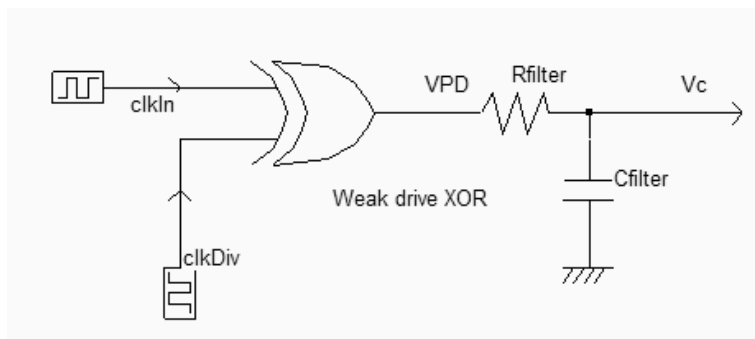 VPD
Rfilter
Vc
clkIn
Cfilter
Weak drive XOR
clkDiv